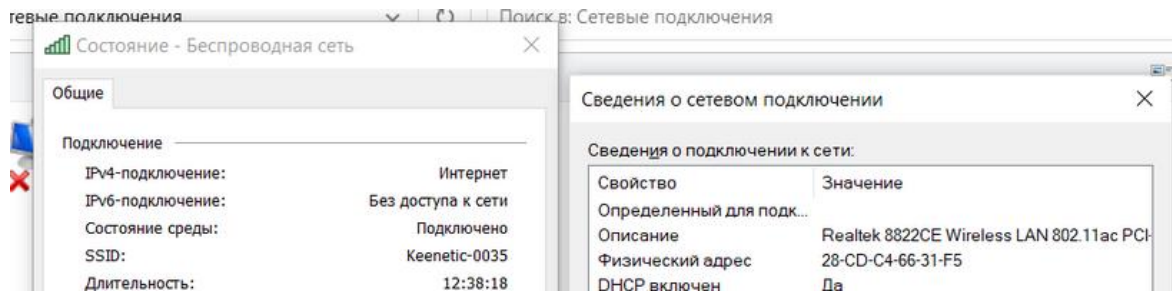 тевые подключения
Поиск в: Сетевые подключения
Состояние - Беспроводная сеть
Общие
Подключение
IPv4-подключение: Интернет
IPv6-подключение: Без доступа к сети
Состояние среды: Подключено
SSID: Keenetic-0035
Длительность: 12:38:18
Сведения о сетевом подключении
Сведения о подключении к сети:
Свойство Значение
Определенный для подк...
Описание Realtek 8822CE Wireless LAN 802.11ac PCI-
Физический адрес 28-CD-C4-66-31-F5
DHCP включен Да